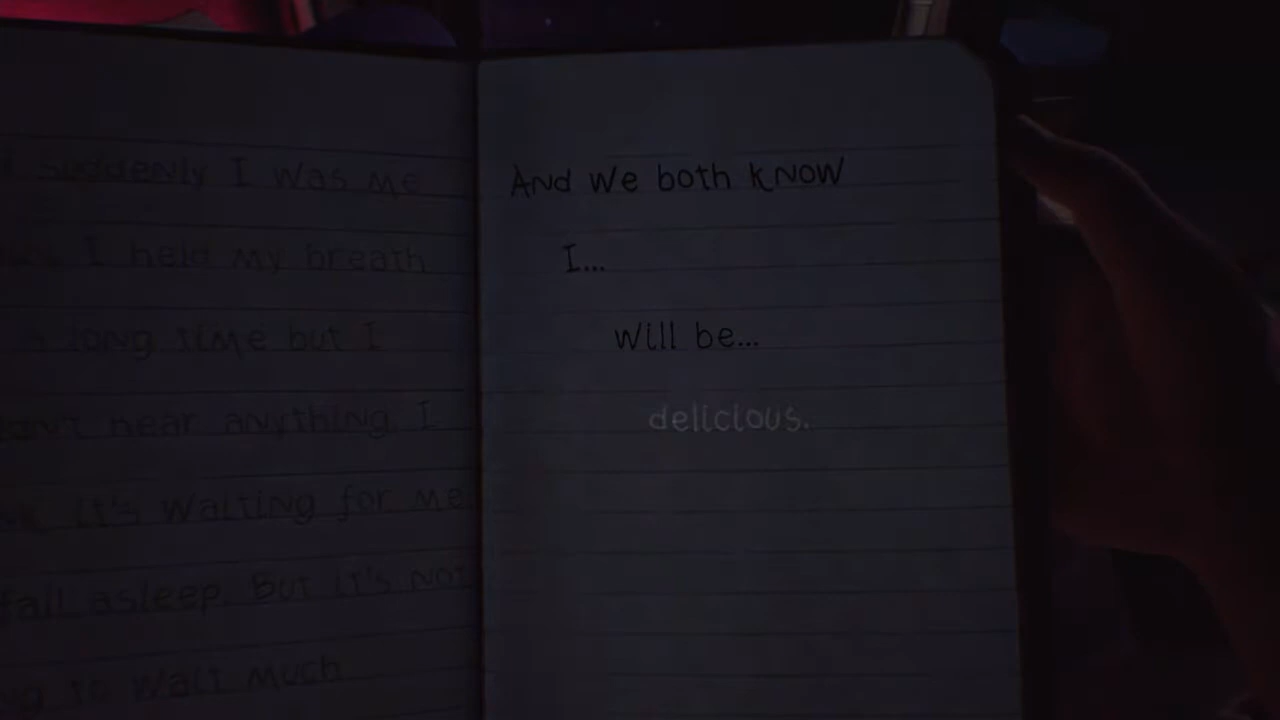 suddenly I was me
I held my breath
long time but I
hear anything I
it's waiting for me.
fall asleep. But it's not
to wait much
And we both know
I...
will be...
delicious.